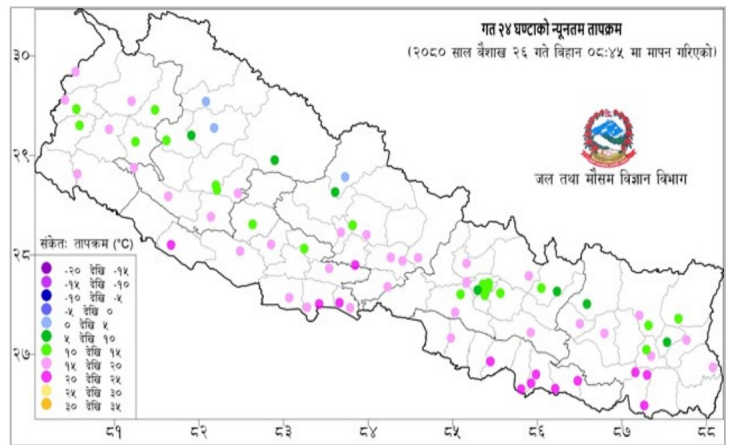 गत २४ घण्टाको न्यूनतम तापक्रम
(२०८० साल बैशाख २६ गते बिहान ०८:४५ मा मापन गरिएको)
जल तथा मौसम विज्ञान विभाग
३०
२९
२८
२७
संकेतः तापक्रम (°C)
-२० देखि -१५
-१५ देखि -१०
-१० देखि -५
-५ देखि ०
० देखि ५
५ देखि १०
१० देखि १५
१५ देखि २०
२० देखि २५
२५ देखि ३०
३० देखि ३५
८१ ८२ ८३ ८४ ८५ ८६ ८७ ८८